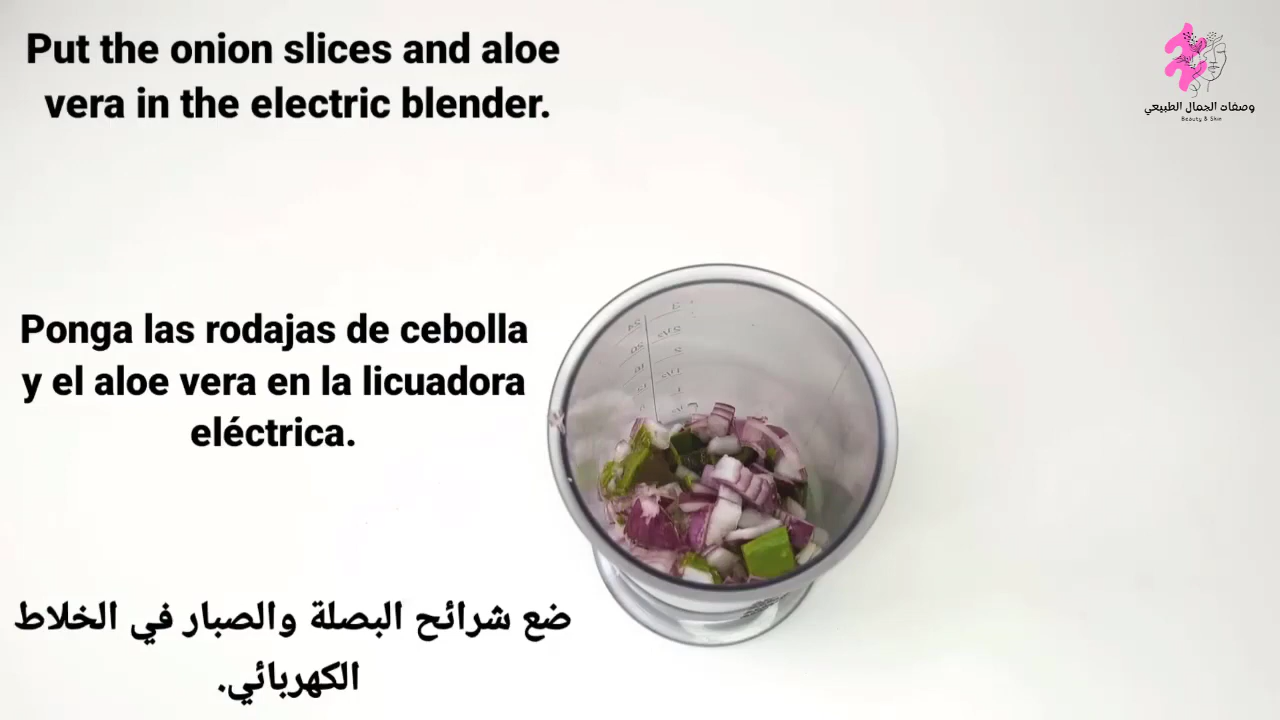 Put the onion slices and aloe
vera in the electric blender.
وصفات الجمال الطبيعي
Beauty & Skin
Ponga las rodajas de cebolla
y el aloe vera en la licuadora
eléctrica.
ضع شرائح البصلة والصبار في الخلاط
الكهربائي.